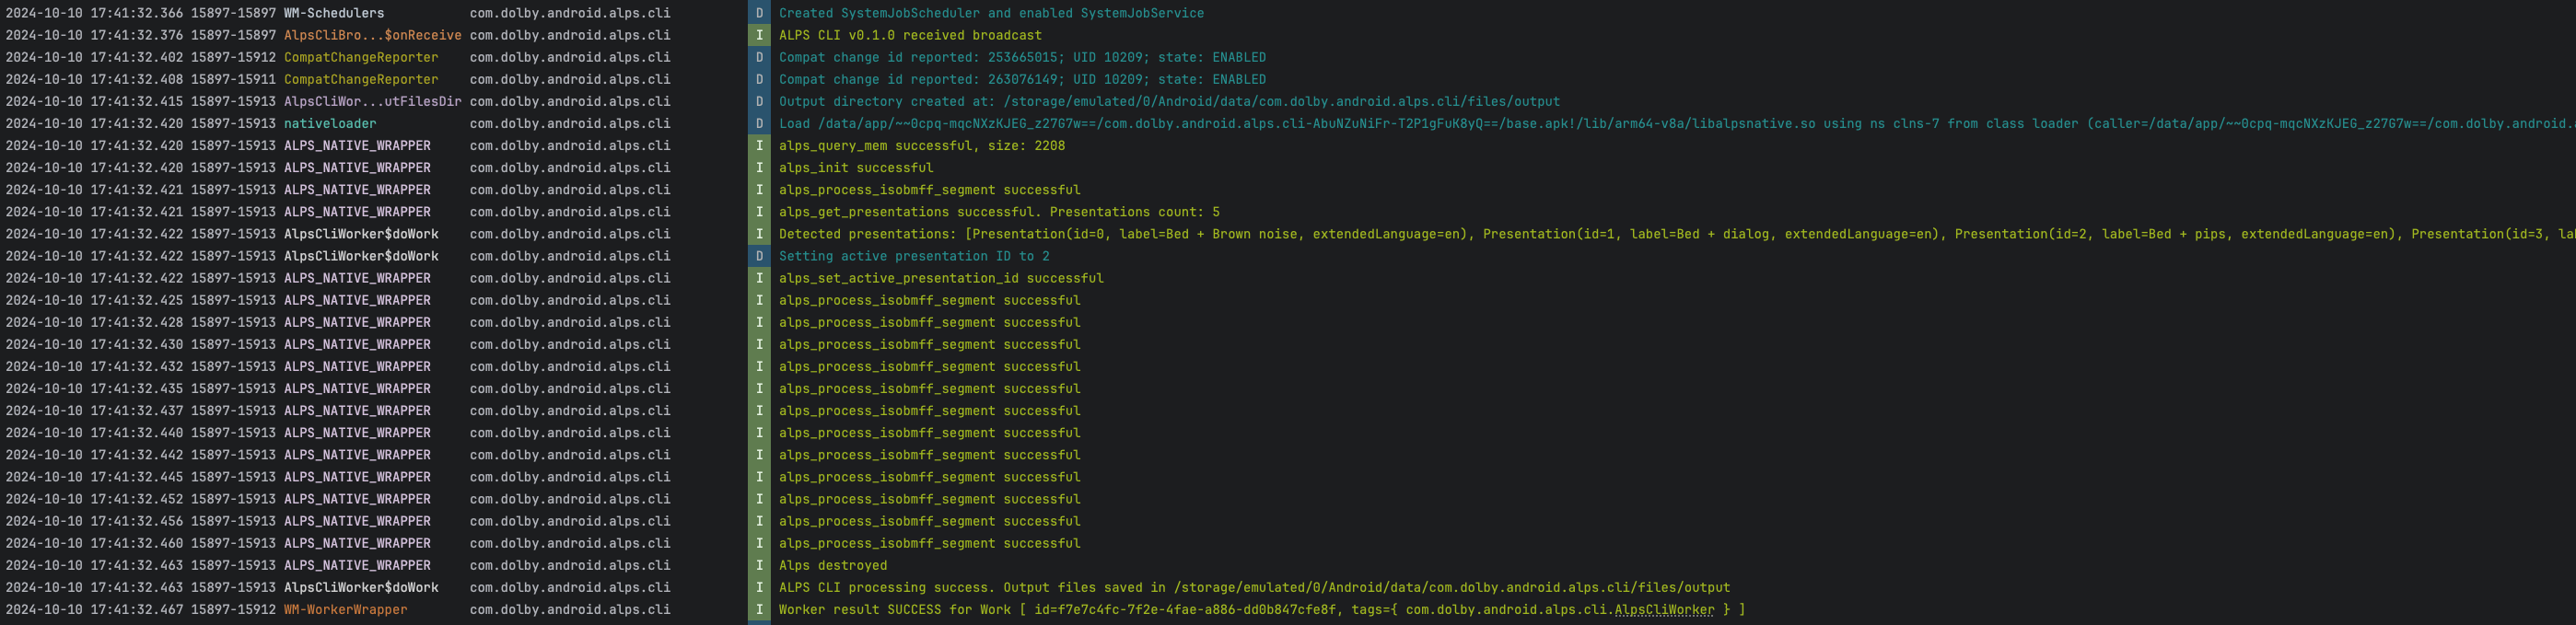 2024-10-10 17:41:32.366 15897-15897 WM-Schedulers com.dolby.android.alps.cli D Created SystemJobScheduler and enabled SystemJobService
2024-10-10 17:41:32.376 15897-15897 AlpsCliBro...$onReceive com.dolby.android.alps.cli I ALPS CLI v0.1.0 received broadcast
2024-10-10 17:41:32.402 15897-15912 CompatChangeReporter com.dolby.android.alps.cli D Compat change id reported: 253665015; UID 10209; state: ENABLED
2024-10-10 17:41:32.408 15897-15911 CompatChangeReporter com.dolby.android.alps.cli D Compat change id reported: 263076149; UID 10209; state: ENABLED
2024-10-10 17:41:32.415 15897-15913 AlpsCliWor...utFilesDir com.dolby.android.alps.cli D Output directory created at: /storage/emulated/0/Android/data/com.dolby.android.alps.cli/files/output
2024-10-10 17:41:32.420 15897-15913 nativeloader com.dolby.android.alps.cli D Load /data/app/~~0cpq-mqcNXzKJEG_z27G7w==/com.dolby.android.alps.cli-AbuNZuNiFr-T2P1gFuK8yQ==/base.apk!/lib/arm64-v8a/libalpsnative.so using ns clns-7 from class loader (caller=/data/app/~~0cpq-mqcNXzKJEG_z27G7w==/com.dolby.android.
2024-10-10 17:41:32.420 15897-15913 ALPS_NATIVE_WRAPPER com.dolby.android.alps.cli I alps_query_mem successful, size: 2208
2024-10-10 17:41:32.420 15897-15913 ALPS_NATIVE_WRAPPER com.dolby.android.alps.cli I alps_init successful
2024-10-10 17:41:32.421 15897-15913 ALPS_NATIVE_WRAPPER com.dolby.android.alps.cli I alps_process_isobmff_segment successful
2024-10-10 17:41:32.421 15897-15913 ALPS_NATIVE_WRAPPER com.dolby.android.alps.cli I alps_get_presentations successful. Presentations count: 5
2024-10-10 17:41:32.422 15897-15913 AlpsCliWorker$doWork com.dolby.android.alps.cli I Detected presentations: [Presentation(id=0, label=Bed + Brown noise, extendedLanguage=en), Presentation(id=1, label=Bed + dialog, extendedLanguage=en), Presentation(id=2, label=Bed + pips, extendedLanguage=en), Presentation(id=3, la
2024-10-10 17:41:32.422 15897-15913 AlpsCliWorker$doWork com.dolby.android.alps.cli D Setting active presentation ID to 2
2024-10-10 17:41:32.422 15897-15913 ALPS_NATIVE_WRAPPER com.dolby.android.alps.cli I alps_set_active_presentation_id successful
2024-10-10 17:41:32.425 15897-15913 ALPS_NATIVE_WRAPPER com.dolby.android.alps.cli I alps_process_isobmff_segment successful
2024-10-10 17:41:32.428 15897-15913 ALPS_NATIVE_WRAPPER com.dolby.android.alps.cli I alps_process_isobmff_segment successful
2024-10-10 17:41:32.430 15897-15913 ALPS_NATIVE_WRAPPER com.dolby.android.alps.cli I alps_process_isobmff_segment successful
2024-10-10 17:41:32.432 15897-15913 ALPS_NATIVE_WRAPPER com.dolby.android.alps.cli I alps_process_isobmff_segment successful
2024-10-10 17:41:32.435 15897-15913 ALPS_NATIVE_WRAPPER com.dolby.android.alps.cli I alps_process_isobmff_segment successful
2024-10-10 17:41:32.437 15897-15913 ALPS_NATIVE_WRAPPER com.dolby.android.alps.cli I alps_process_isobmff_segment successful
2024-10-10 17:41:32.440 15897-15913 ALPS_NATIVE_WRAPPER com.dolby.android.alps.cli I alps_process_isobmff_segment successful
2024-10-10 17:41:32.442 15897-15913 ALPS_NATIVE_WRAPPER com.dolby.android.alps.cli I alps_process_isobmff_segment successful
2024-10-10 17:41:32.445 15897-15913 ALPS_NATIVE_WRAPPER com.dolby.android.alps.cli I alps_process_isobmff_segment successful
2024-10-10 17:41:32.452 15897-15913 ALPS_NATIVE_WRAPPER com.dolby.android.alps.cli I alps_process_isobmff_segment successful
2024-10-10 17:41:32.456 15897-15913 ALPS_NATIVE_WRAPPER com.dolby.android.alps.cli I alps_process_isobmff_segment successful
2024-10-10 17:41:32.460 15897-15913 ALPS_NATIVE_WRAPPER com.dolby.android.alps.cli I alps_process_isobmff_segment successful
2024-10-10 17:41:32.463 15897-15913 ALPS_NATIVE_WRAPPER com.dolby.android.alps.cli I Alps destroyed
2024-10-10 17:41:32.463 15897-15913 AlpsCliWorker$doWork com.dolby.android.alps.cli I ALPS CLI processing success. Output files saved in /storage/emulated/0/Android/data/com.dolby.android.alps.cli/files/output
2024-10-10 17:41:32.467 15897-15912 WM-WorkerWrapper com.dolby.android.alps.cli I Worker result SUCCESS for Work [ id=f7e7c4fc-7f2e-4fae-a886-dd0b847cfe8f, tags={ com.dolby.android.alps.cli.AlpsCliWorker } ]